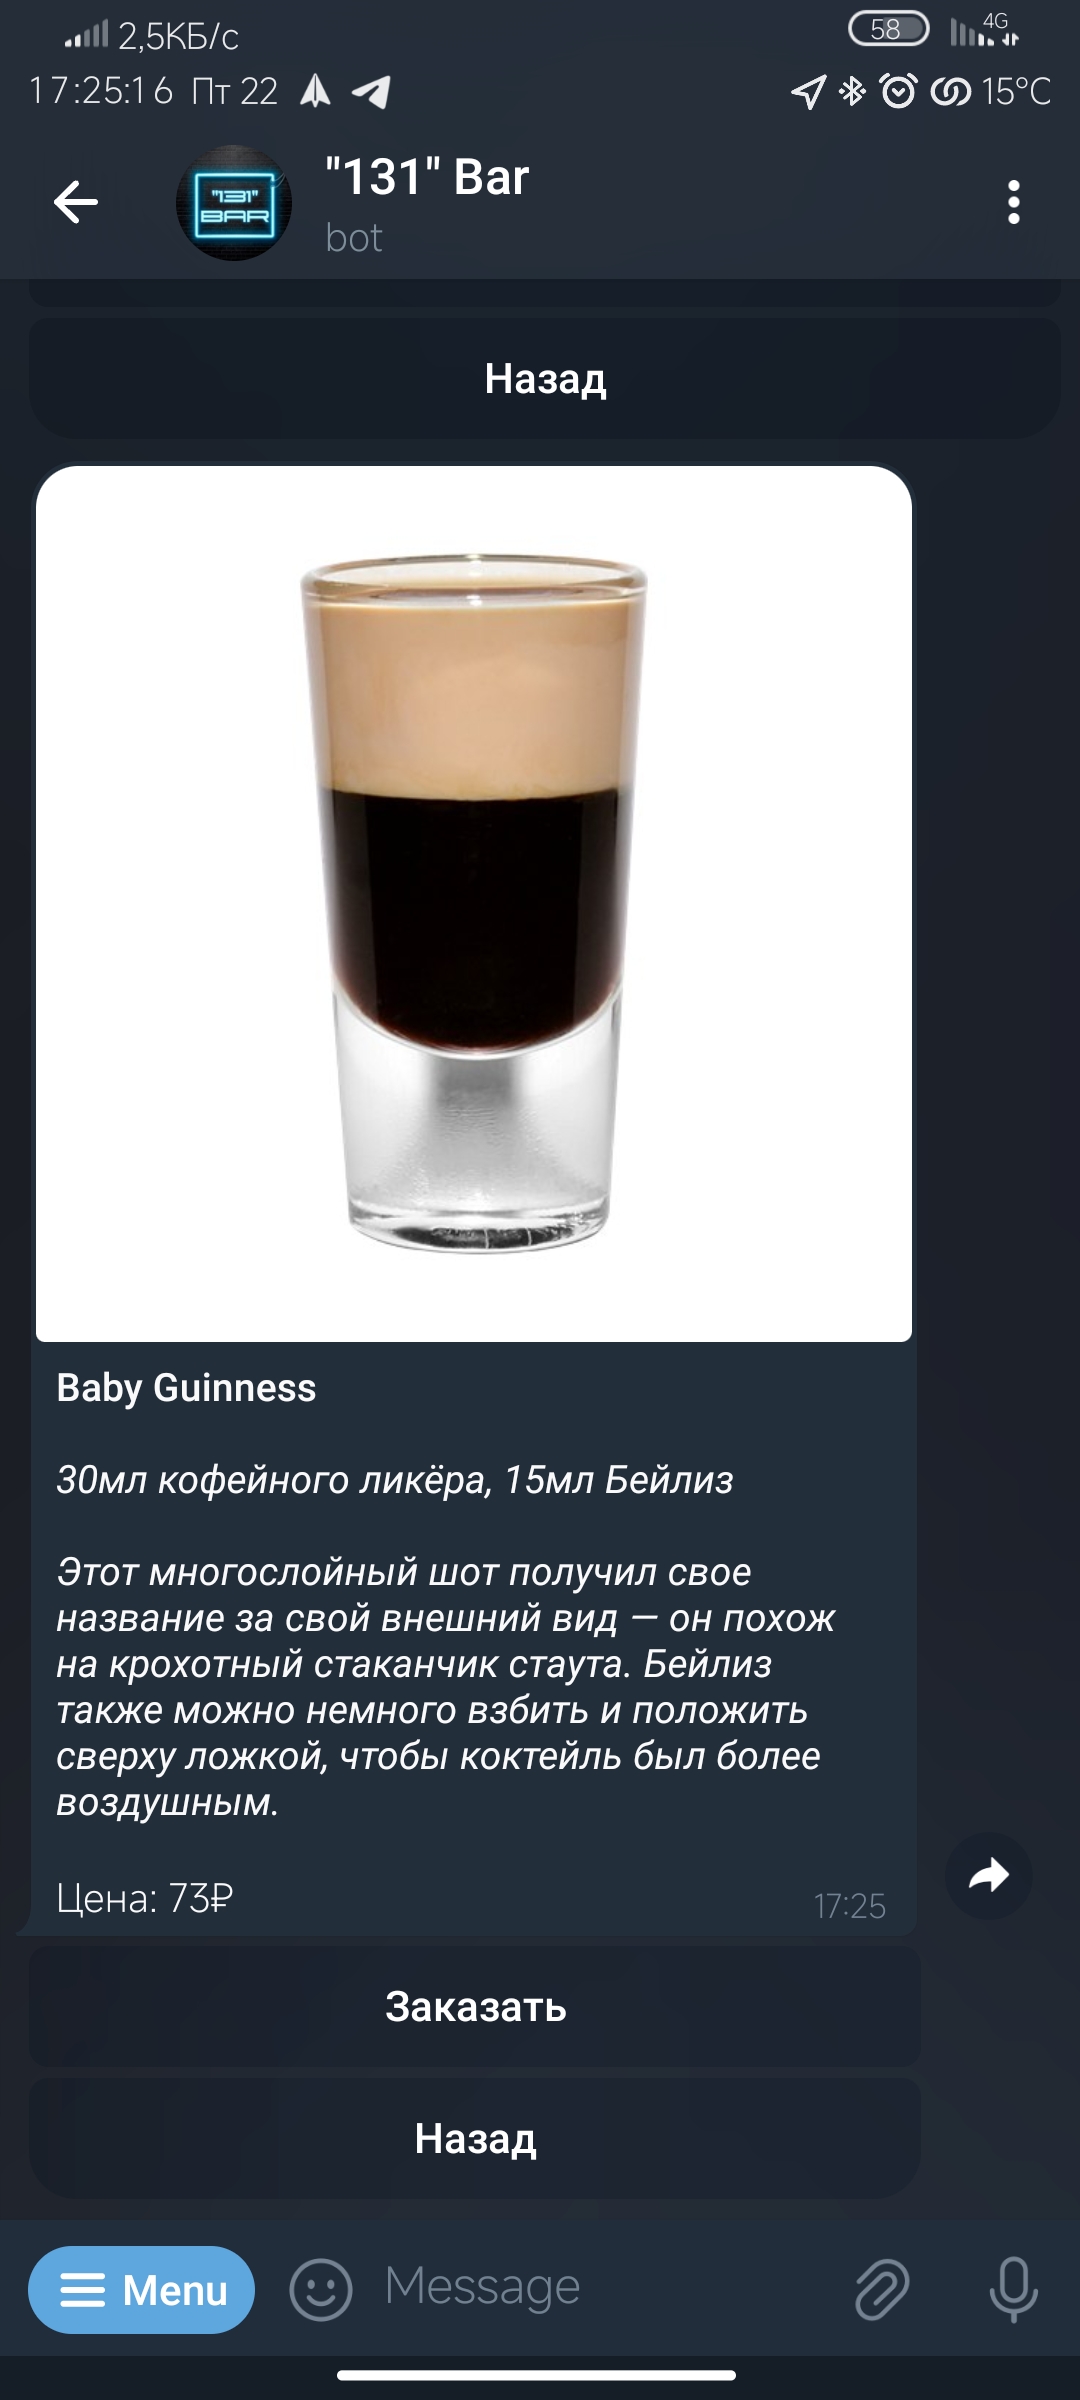 2,5КБ/с
58
4G
17:25:16 Пт 22
15°C
"131"
BAR
"131" Bar
bot
Назад
Baby Guinness
30мл кофейного ликёра, 15мл Бейлиз
Этот многослойный шот получил свое
название за свой внешний вид — он похож
на крохотный стаканчик стаута. Бейлиз
также можно немного взбить и положить
сверху ложкой, чтобы коктейль был более
воздушным.
Цена: 73₽
17:25
Заказать
Назад
Menu
Message